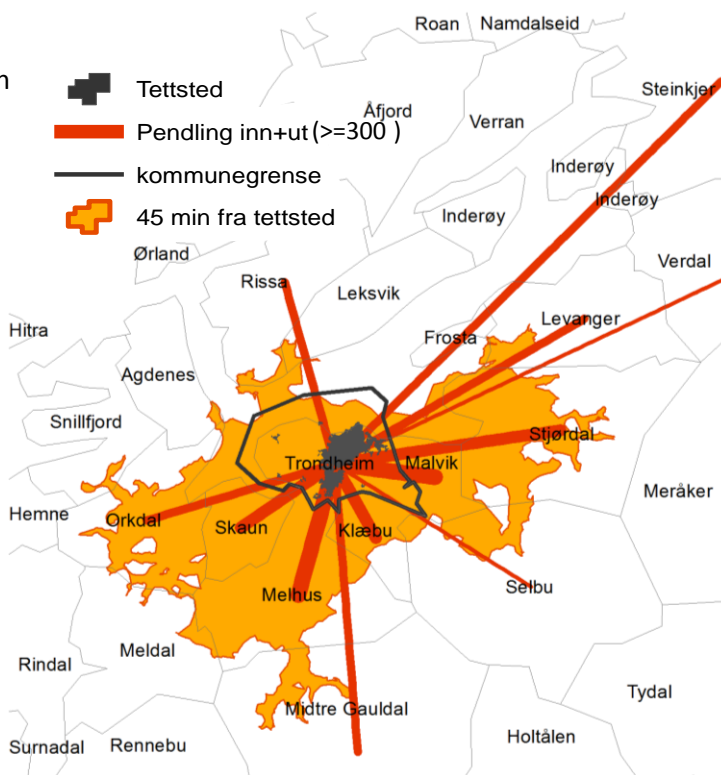 Roan Namdalseid
m
Tettsted
Steinkjer
Åfjord
Verran
Pendling inn+ut (>=300 )
Inderøy
kommunegrense
Inderøy
45 min fra tettsted
Inderøy
Ørland
Verdal
Rissa
Leksvik
Levanger
Hitra
Frosta
Agdenes
Snillfjord
Stjørdal
Trondheim
Malvik
Meråker
Hemne
Orkdal
Skaun
Klæbu
Selbu
Melhus
Meldal
Rindal
Tydal
Midtre Gauldal
Holtålen
Surnadal
Rennebu